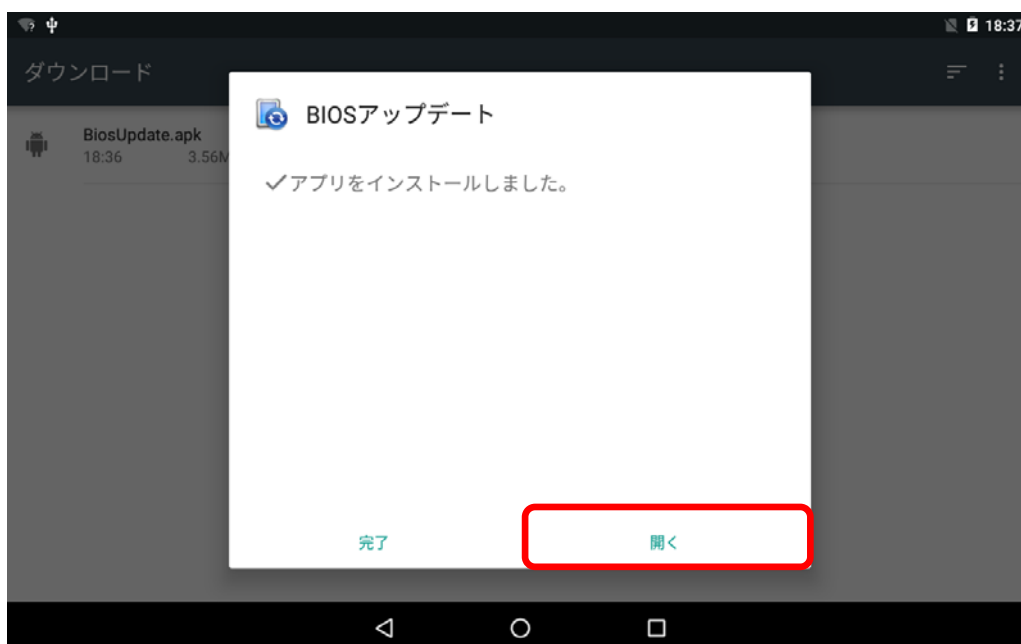 18:37
ダウンロード
BiosUpdate.apk
18:36 3.56M
BIOSアップデート
アプリをインストールしました。
完了 開く